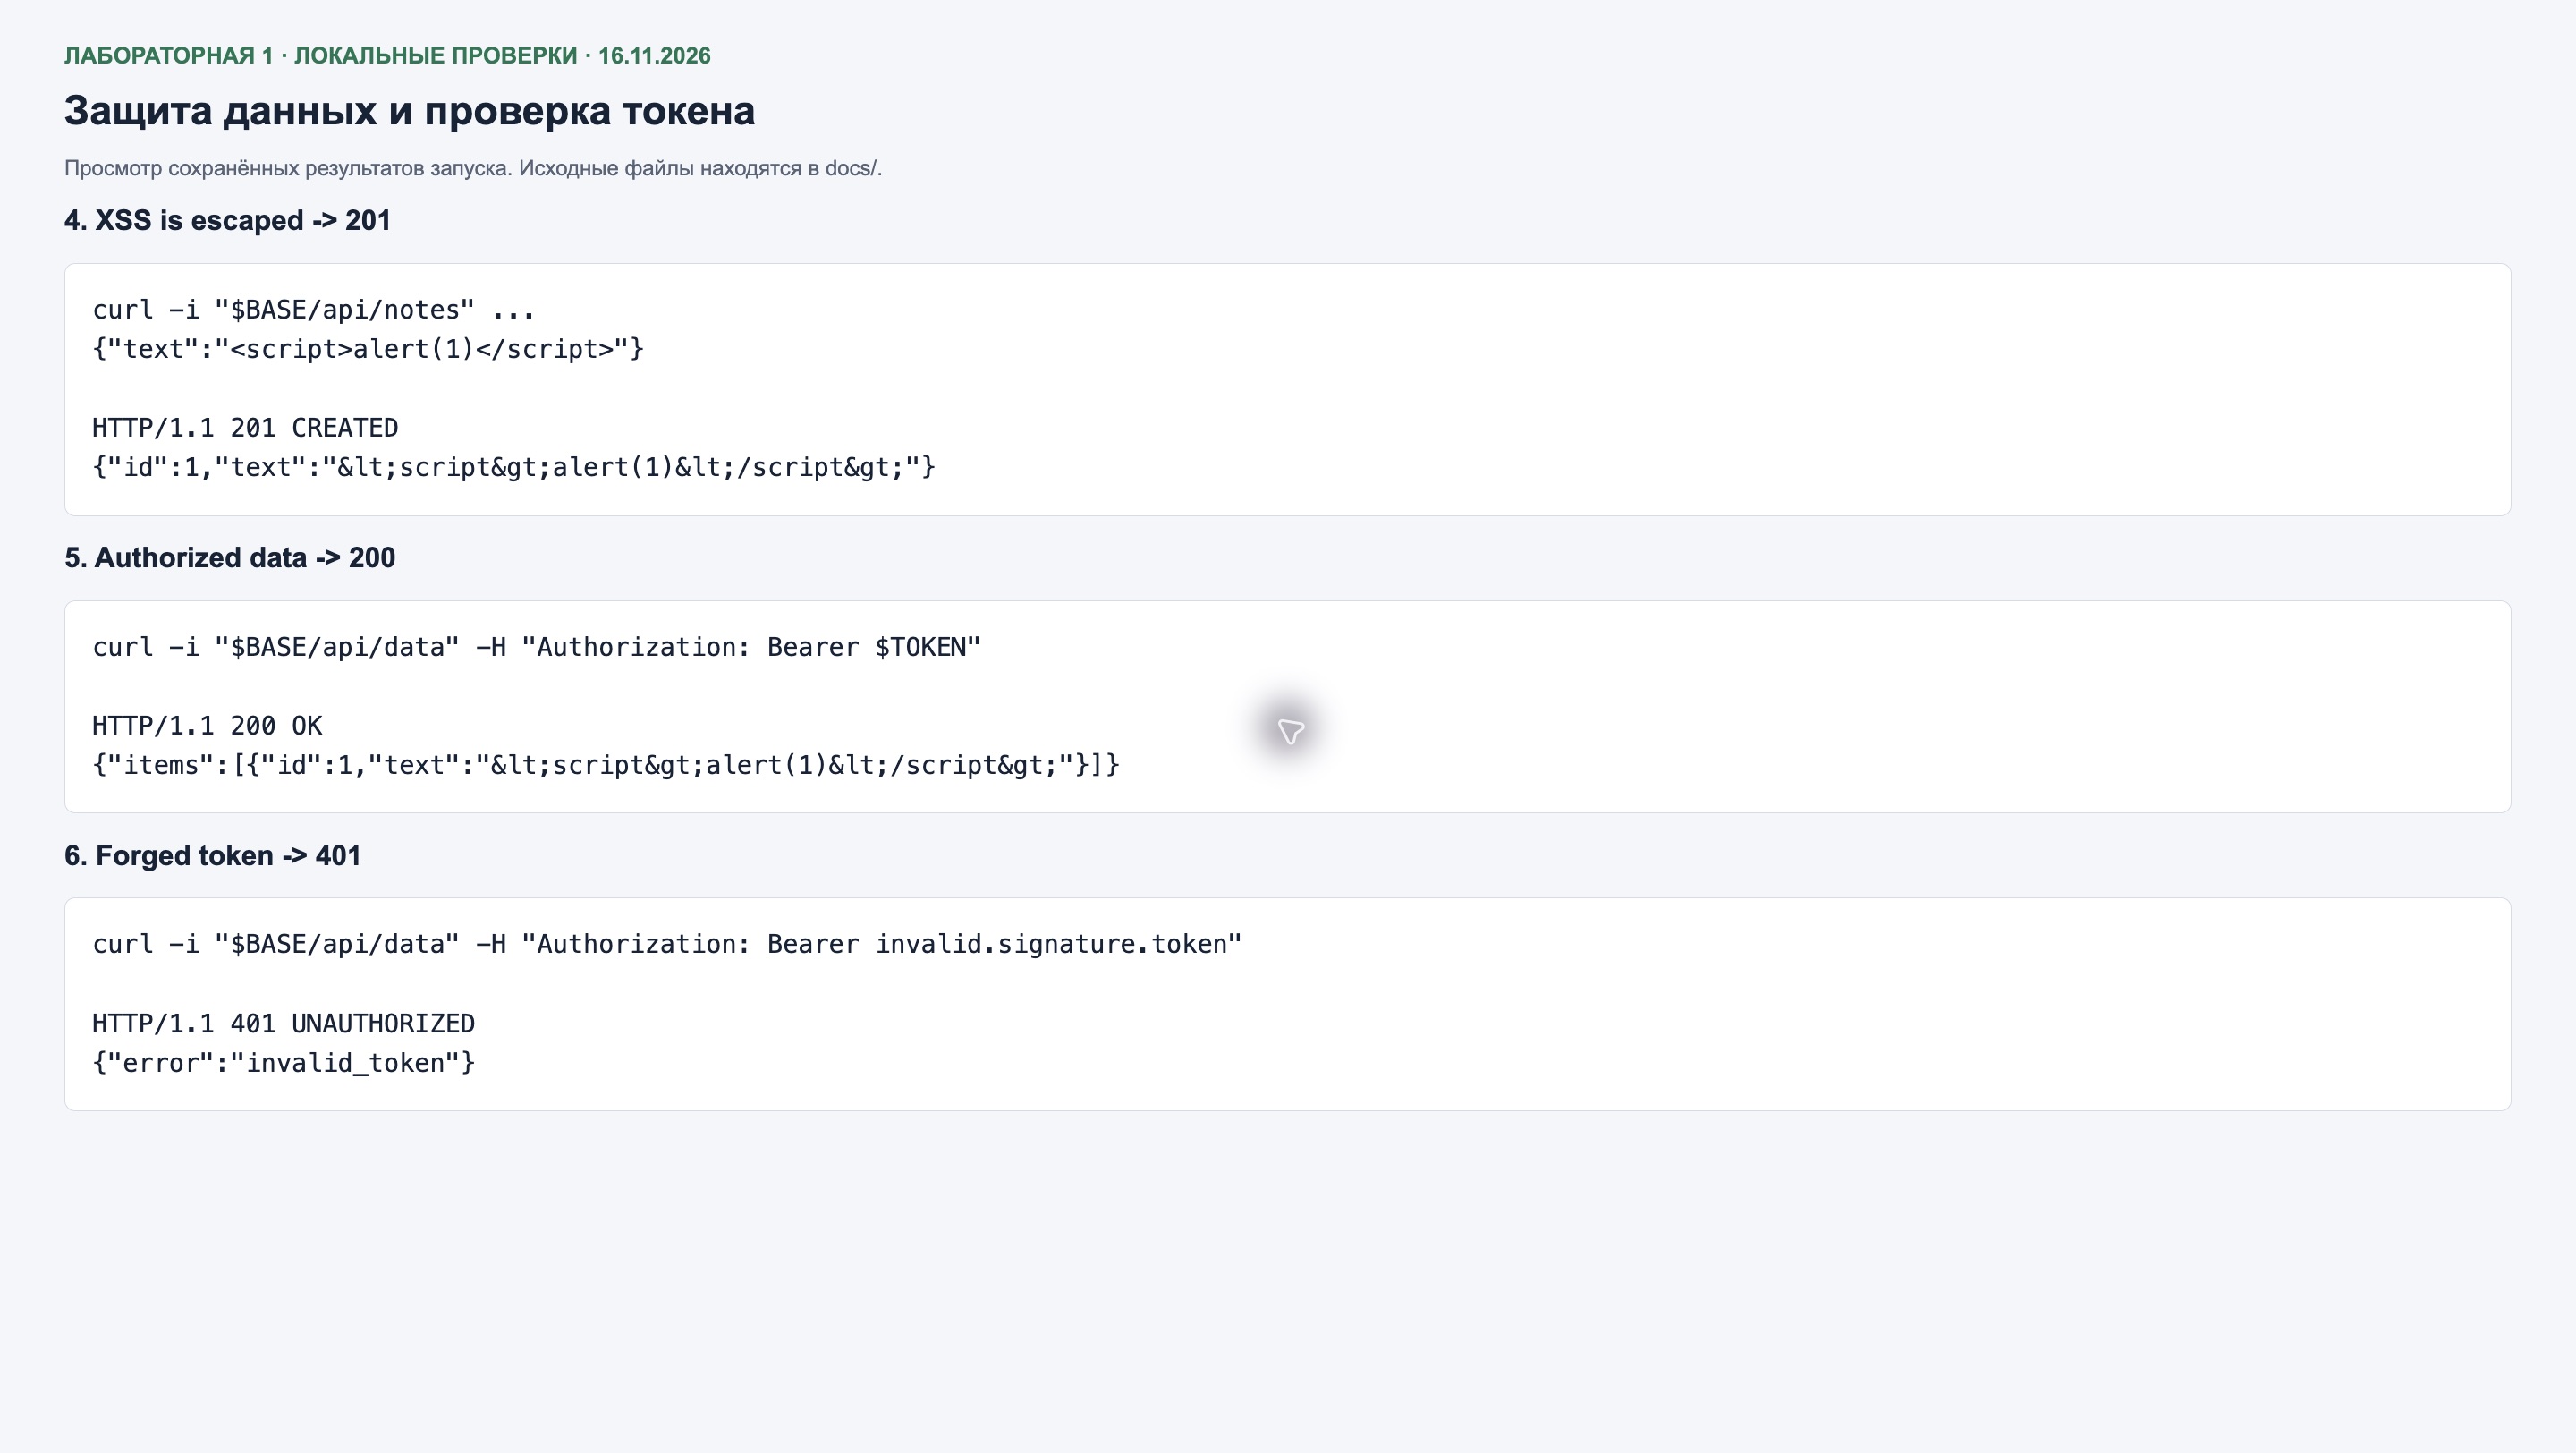 ЛАБОРАТОРНАЯ 1 · ЛОКАЛЬНЫЕ ПРОВЕРКИ · 16.11.2026
Защита данных и проверка токена
Просмотр сохранённых результатов запуска. Исходные файлы находятся в docs/.
4. XSS is escaped -> 201
curl -i "$BASE/api/notes" ...
{"text":"<script>alert(1)</script>"}
HTTP/1.1 201 CREATED
{"id":1,"text":"&lt;script&gt;alert(1)&lt;/script&gt;"}
5. Authorized data -> 200
curl -i "$BASE/api/data" -H "Authorization: Bearer $TOKEN"
HTTP/1.1 200 OK
{"items":[{"id":1,"text":"&lt;script&gt;alert(1)&lt;/script&gt;"}]}
6. Forged token -> 401
curl -i "$BASE/api/data" -H "Authorization: Bearer invalid.signature.token"
HTTP/1.1 401 UNAUTHORIZED
{"error":"invalid_token"}